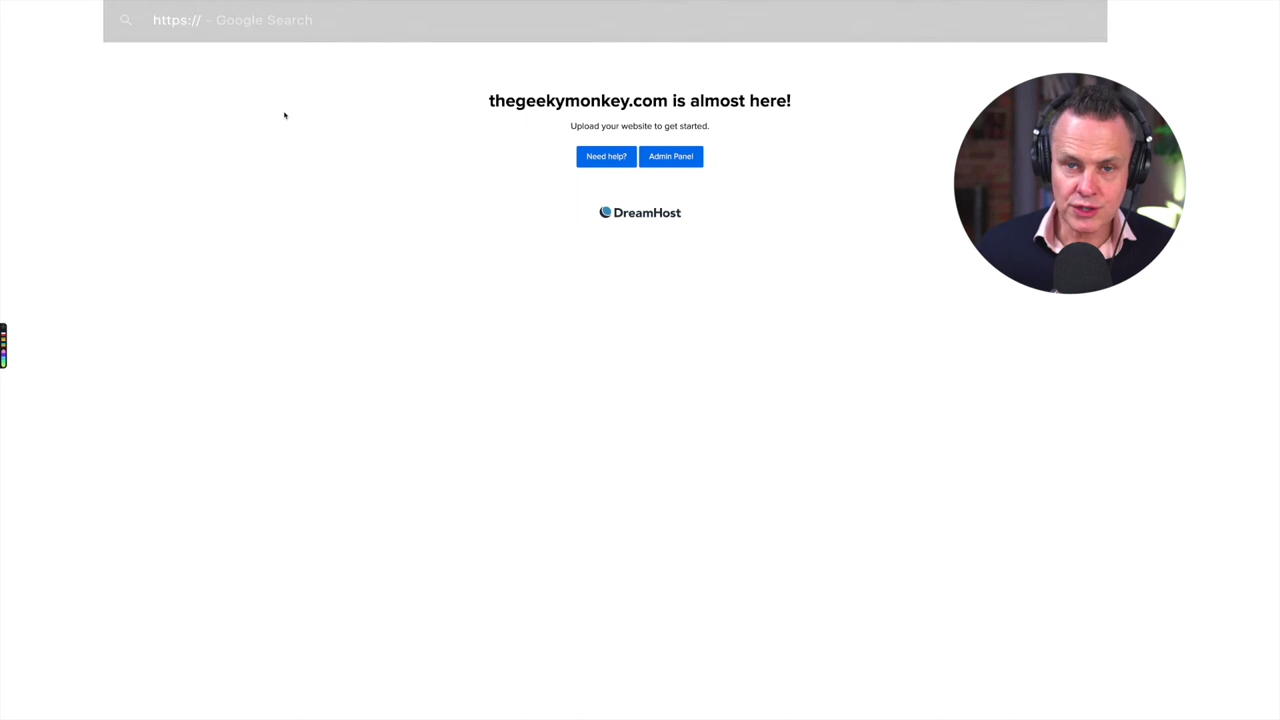 https:// - Google Search
thegeekymonkey.com is almost here!
Upload your website to get started.
Need help?
Admin Panel
DreamHost